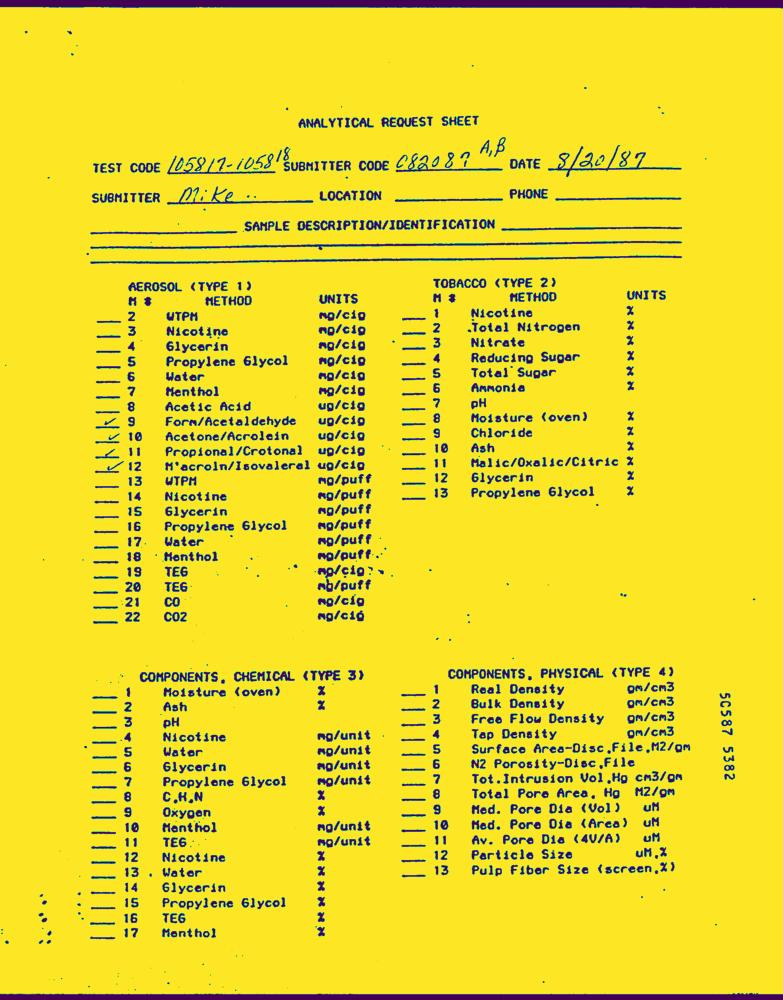 ANALYTICAL REQUEST SHEET
TEST CODE 105817-105818 SUBMITTER CODE C82087 A,B DATE 8/20/87
SUBMITTER Mike LOCATION PHONE
SAMPLE DESCRIPTION/IDENTIFICATION
AEROSOL (TYPE 1)
M # METHOD UNITS
2 WTPM mg/cig
3 Nicotine mg/cig
4 Glycerin mg/cig
5 Propylene Glycol mg/cig
6 Water mg/cig
7 Menthol mg/cig
8 Acetic Acid ug/cig
✓ 9 Form/Acetaldehyde ug/cig
✓ 10 Acetone/Acrolein ug/cig
✓ 11 Propional/Crotonal ug/cig
✓ 12 M'acroln/Isovaleral ug/cig
13 WTPM mg/puff
14 Nicotine mg/puff
15 Glycerin mg/puff
16 Propylene Glycol mg/puff
17 Water mg/puff
18 Menthol mg/puff
19 TEG mg/cig
20 TEG mg/puff
21 CO mg/cig
22 CO2 mg/cig
TOBACCO (TYPE 2)
M # METHOD UNITS
1 Nicotine %
2 Total Nitrogen %
3 Nitrate %
4 Reducing Sugar %
5 Total Sugar %
6 Ammonia %
7 pH
8 Moisture (oven) %
9 Chloride %
10 Ash %
11 Malic/Oxalic/Citric %
12 Glycerin %
13 Propylene Glycol %
COMPONENTS, CHEMICAL (TYPE 3)
1 Moisture (oven) %
2 Ash %
3 pH
4 Nicotine mg/unit
5 Water mg/unit
6 Glycerin mg/unit
7 Propylene Glycol mg/unit
8 C,H,N %
9 Oxygen %
10 Menthol mg/unit
11 TEG mg/unit
12 Nicotine %
13 Water %
14 Glycerin %
15 Propylene Glycol %
16 TEG %
17 Menthol %
COMPONENTS, PHYSICAL (TYPE 4)
1 Real Density gm/cm3
2 Bulk Density gm/cm3
3 Free Flow Density gm/cm3
4 Tap Density gm/cm3
5 Surface Area-Disc,File,M2/gm
6 N2 Porosity-Disc,File
7 Tot.Intrusion Vol,Hg cm3/gm
8 Total Pore Area, Hg M2/gm
9 Med. Pore Dia (Vol) uM
10 Med. Pore Dia (Area) uM
11 Av. Pore Dia (4V/A) uM
12 Particle Size uM,%
13 Pulp Fiber Size (screen,%)
50587 5382